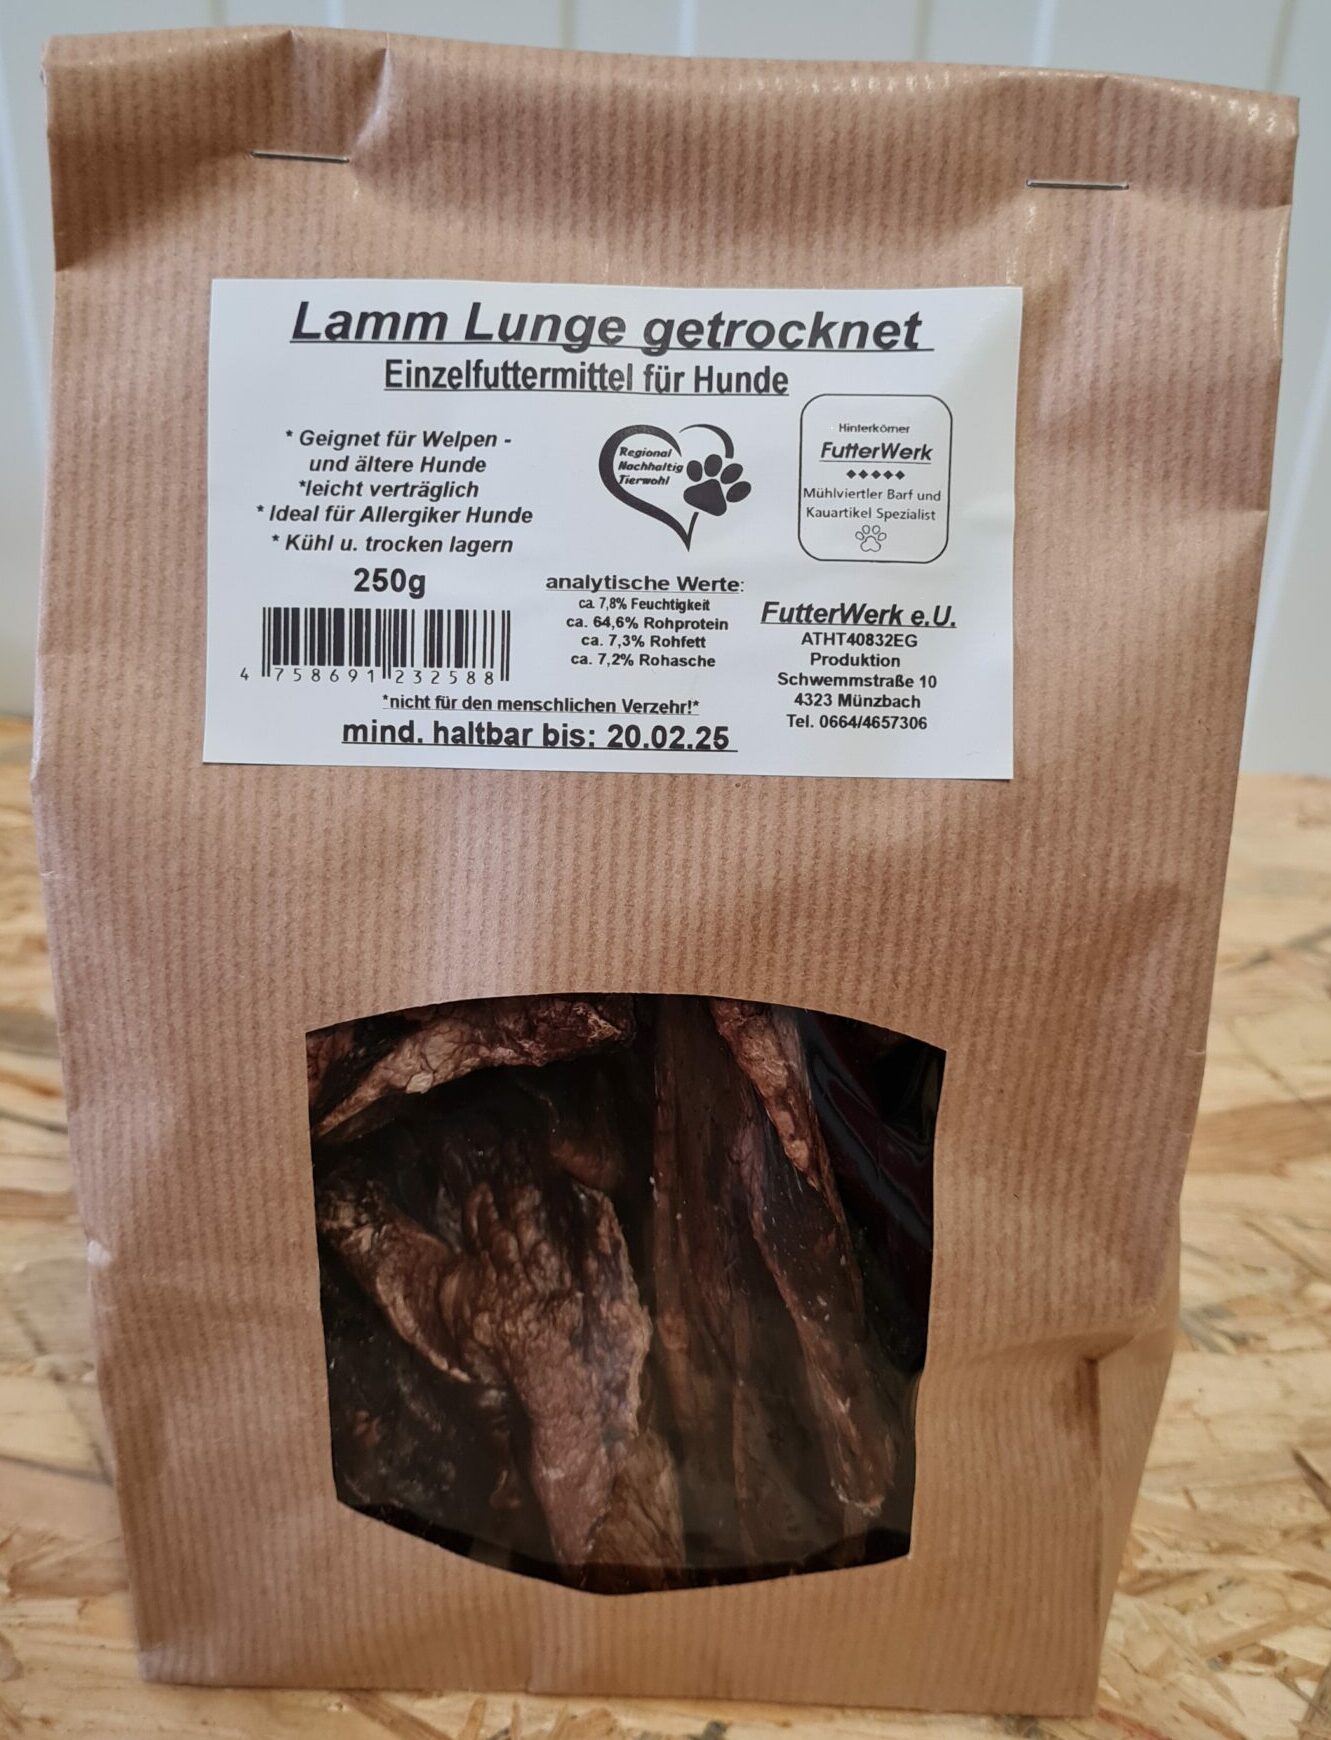 Lamm Lunge getrocknet
Einzelfuttermittel für Hunde
* Geignet für Welpen -
und ältere Hunde
*leicht verträglich
* Ideal für Allergiker Hunde
* Kühl u. trocken lagern
250g
4 758691 232588
Regional
Nachhaltig
Tierwohl
Hinterkörner
FutterWerk
Mühlviertler Barf und
Kauartikel Spezialist
analytische Werte:
ca. 7,8% Feuchtigkeit
ca. 64,6% Rohprotein
ca. 7,3% Rohfett
ca. 7,2% Rohasche
FutterWerk e.U.
ATHT40832EG
Produktion
Schwemmstraße 10
4323 Münzbach
Tel. 0664/4657306
*nicht für den menschlichen Verzehr!*
mind. haltbar bis: 20.02.25